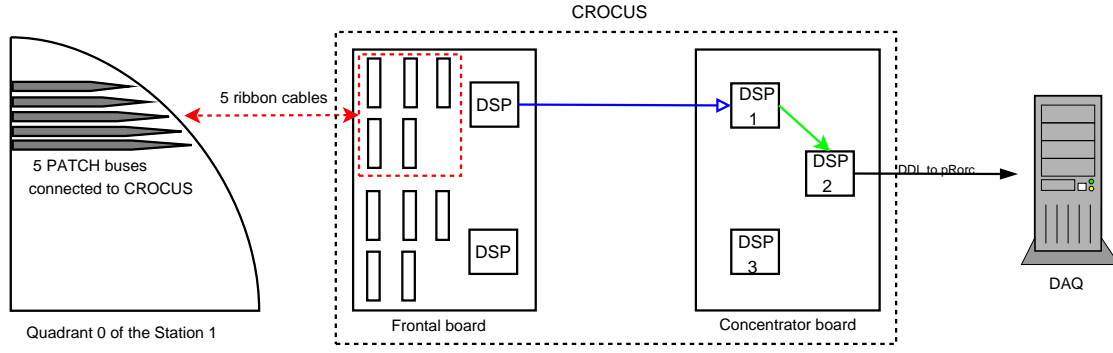 CROCUS
5 ribbon cables
5 PATCH buses
connected to CROCUS
Quadrant 0 of the Station 1
DSP
DSP
Frontal board
DSP
1
DSP
2
DSP
3
Concentrator board
DDL to pRorc
DAQ